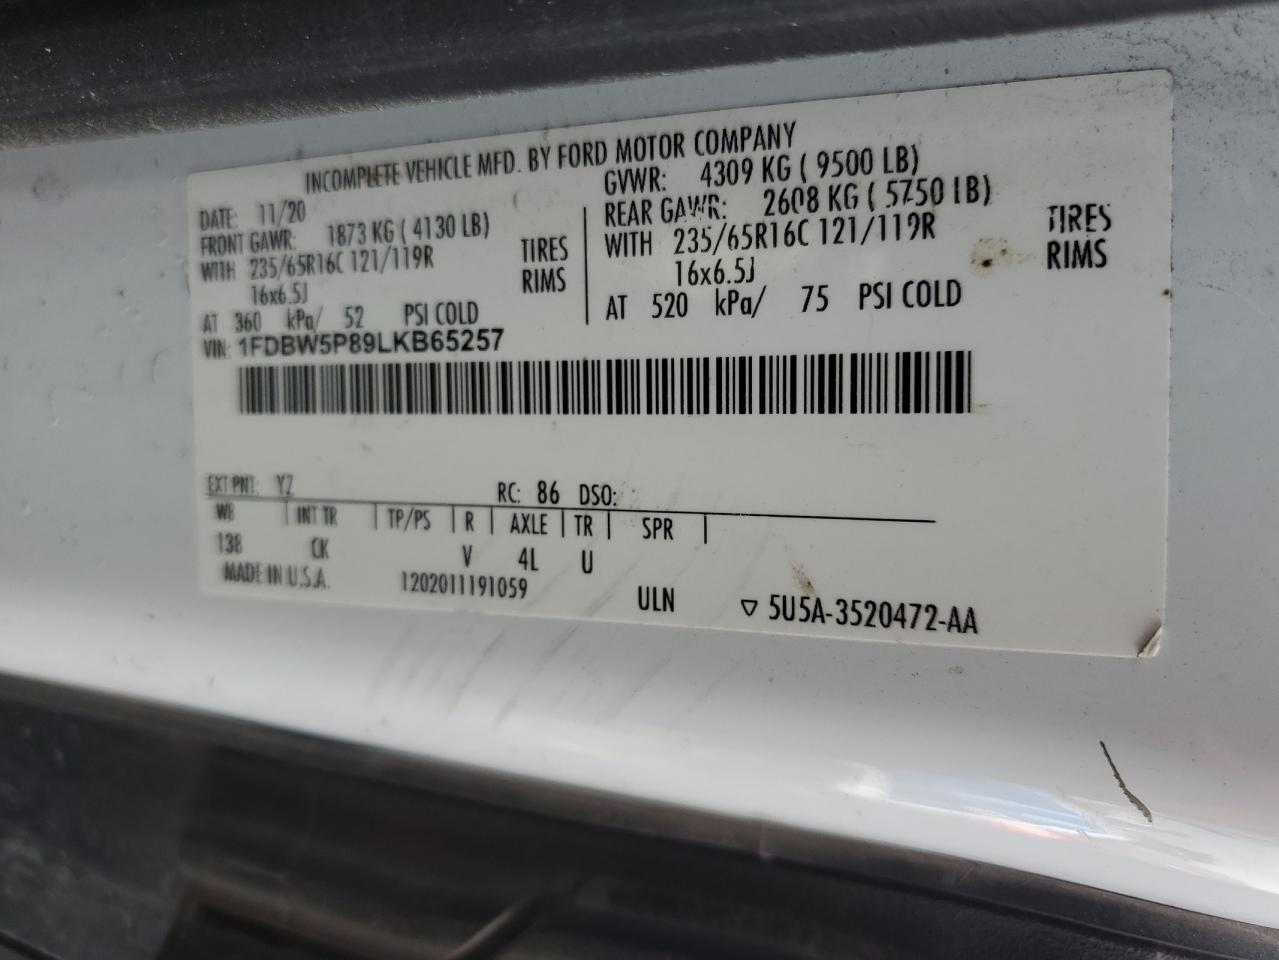 INCOMPLETE VEHICLE MFD. BY FORD MOTOR COMPANY
DATE: 11/20 GVWR: 4309 KG ( 9500 LB)
FRONT GAWR: 1873 KG ( 4130 LB) REAR GAWR: 2608 KG ( 5750 LB)
WITH 235/65R16C 121/119R TIRES WITH 235/65R16C 121/119R TIRES
16x6.5J RIMS 16x6.5J RIMS
AT 360 kPa/ 52 PSI COLD AT 520 kPa/ 75 PSI COLD
VIN: 1FDBW5P89LKB65257
EXT PNT: YZ RC: 86 DSO:
WB INT TR TP/PS R AXLE TR SPR
138 CK V 4L U
MADE IN U.S.A. 1202011191059 ULN ▽ 5U5A-3520472-AA